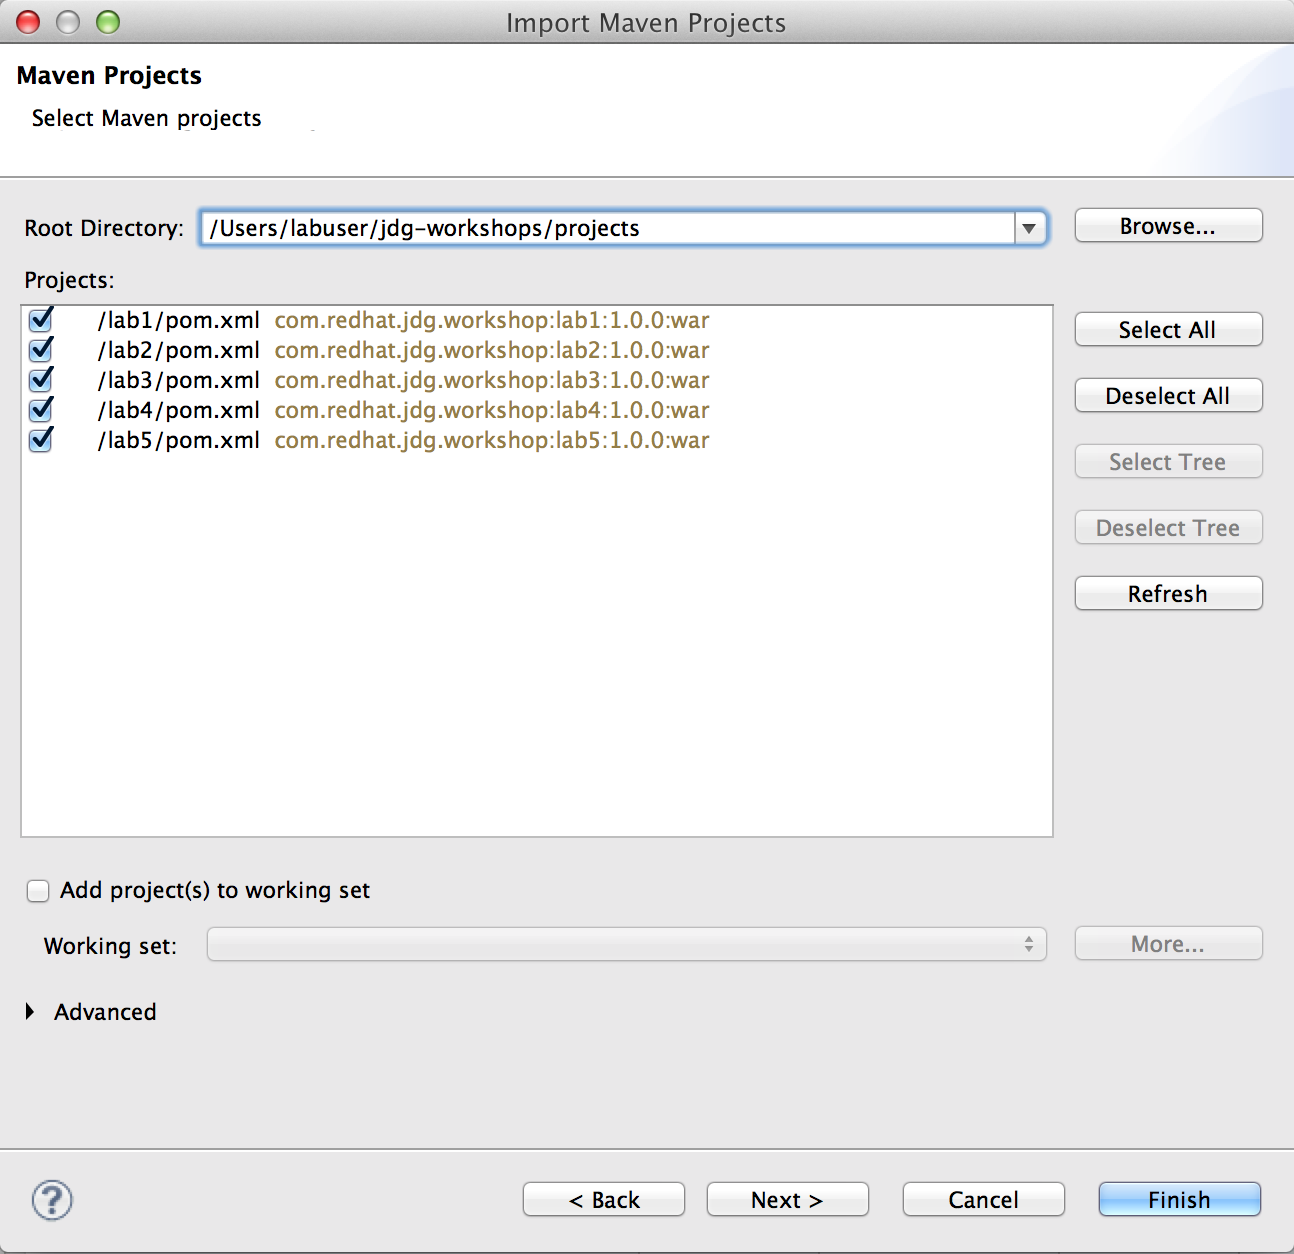 Import Maven Projects
Maven Projects
Select Maven projects
Root Directory: /Users/labuser/jdg-workshops/projects Browse...
Projects:
/lab1/pom.xml com.redhat.jdg.workshop:lab1:1.0.0:war
/lab2/pom.xml com.redhat.jdg.workshop:lab2:1.0.0:war
/lab3/pom.xml com.redhat.jdg.workshop:lab3:1.0.0:war
/lab4/pom.xml com.redhat.jdg.workshop:lab4:1.0.0:war
/lab5/pom.xml com.redhat.jdg.workshop:lab5:1.0.0:war
Select All
Deselect All
Select Tree
Deselect Tree
Refresh
Add project(s) to working set
Working set: More...
Advanced
? < Back Next > Cancel Finish